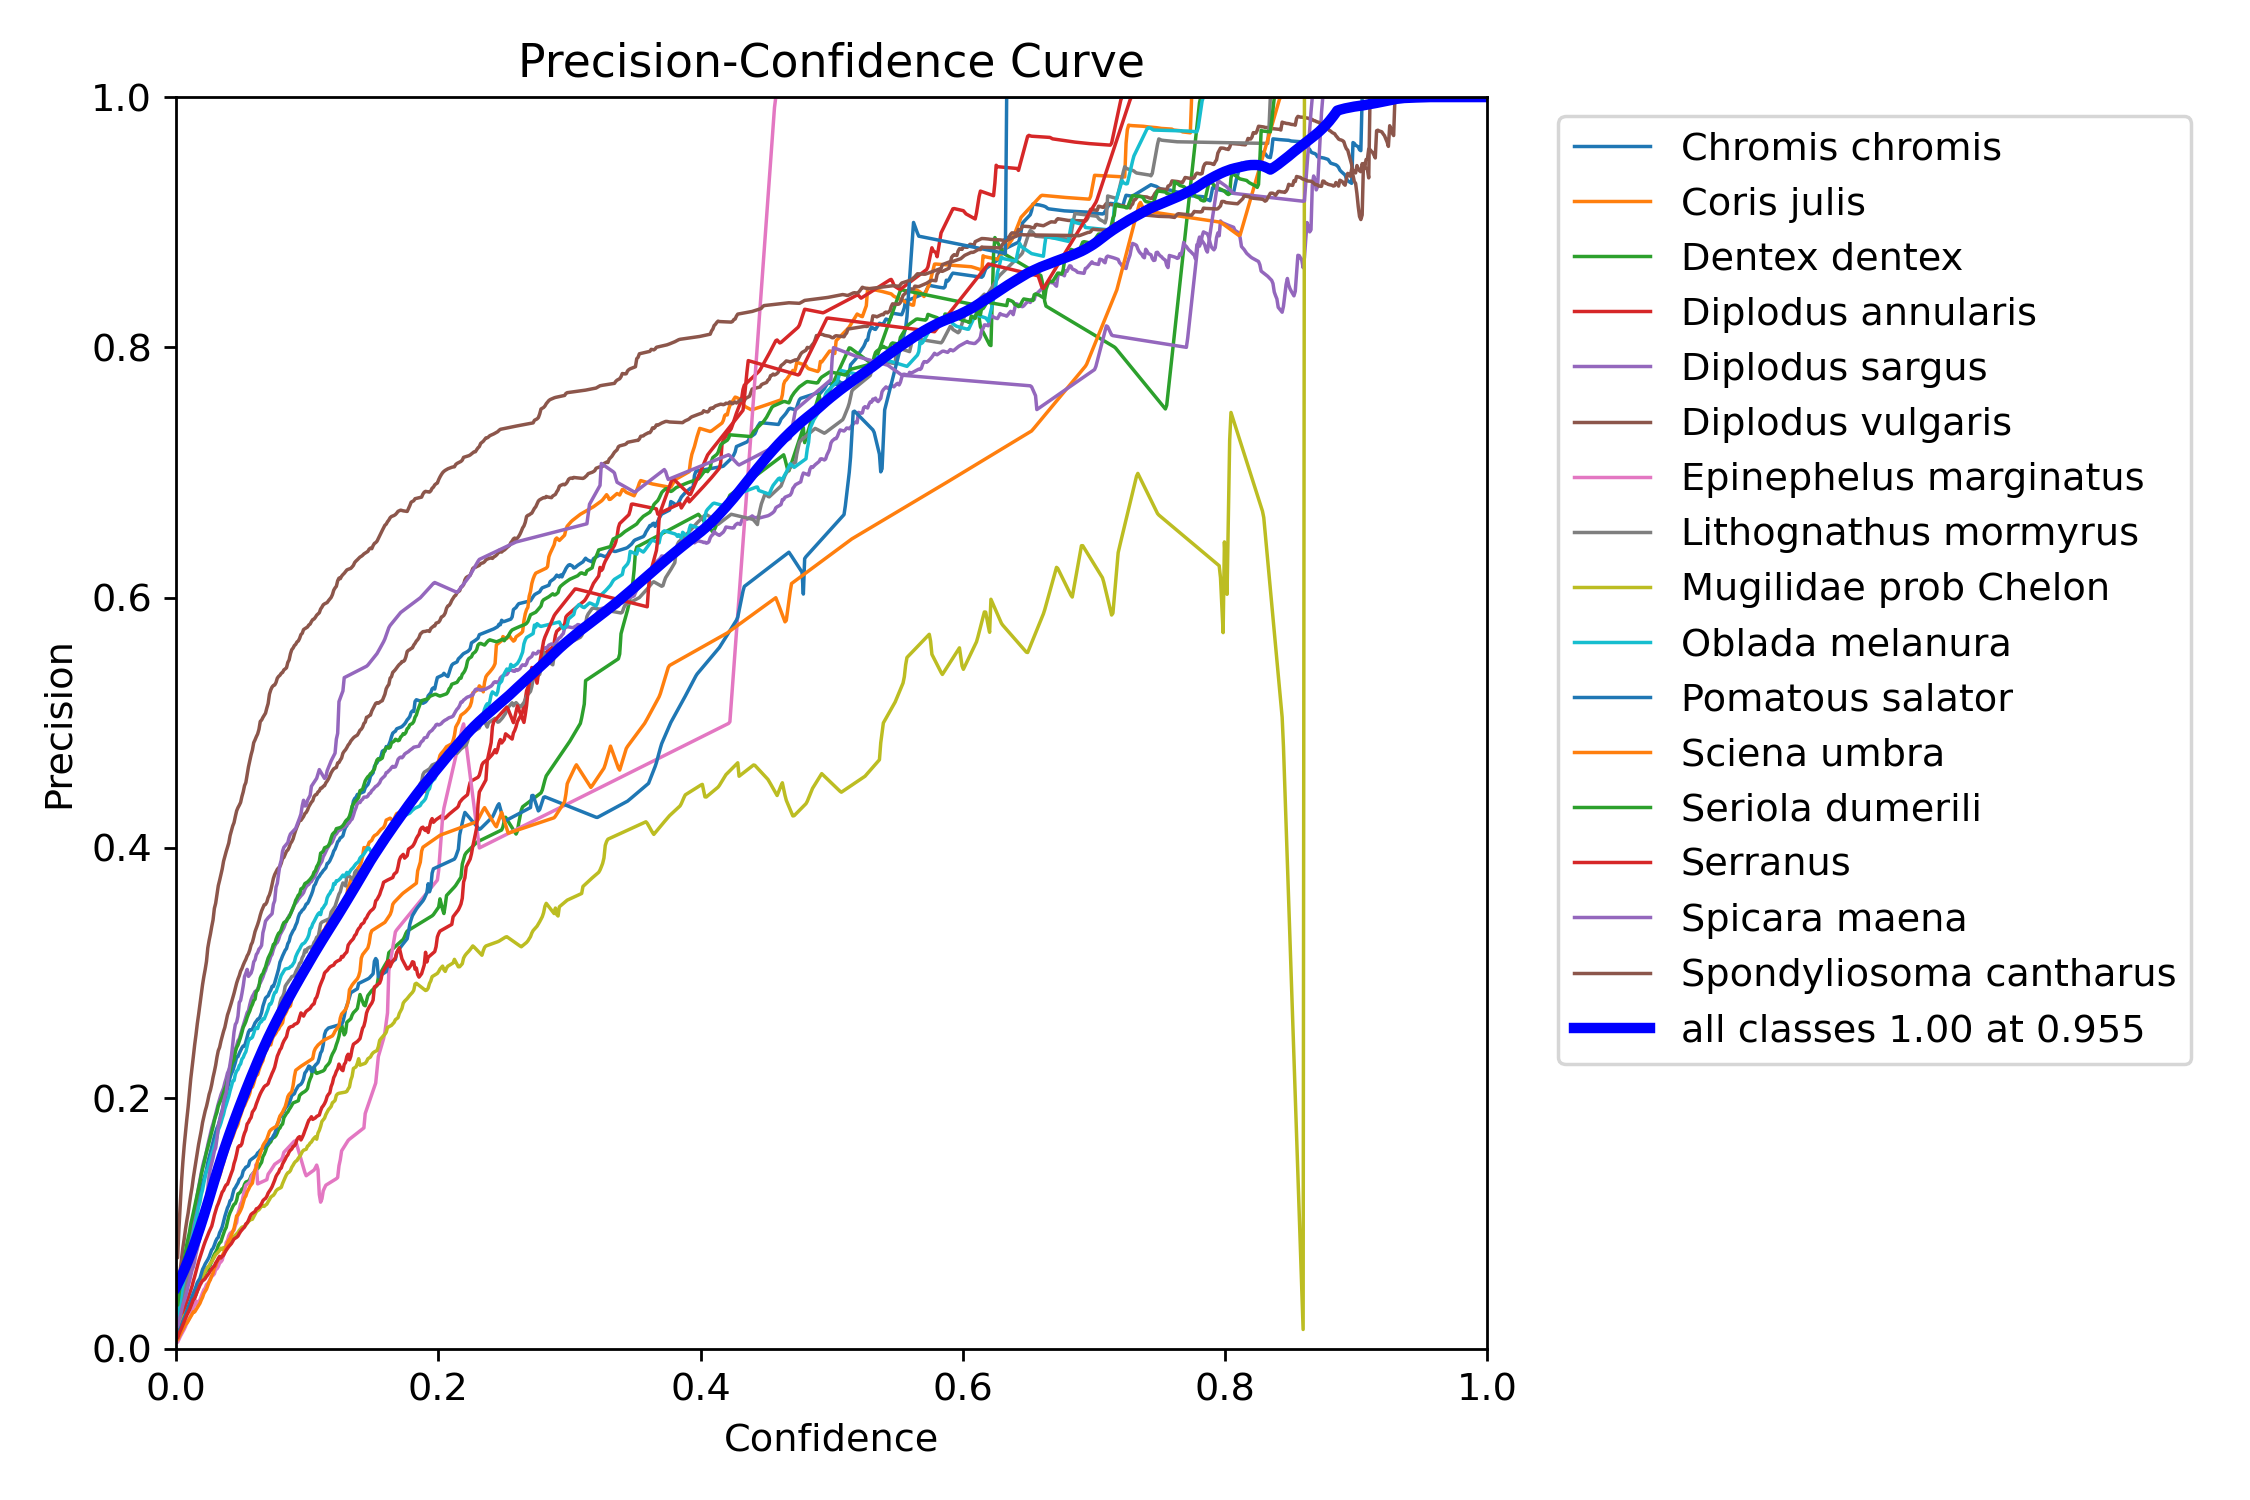 Precision-Confidence Curve
1.0
0.8
0.6
0.4
0.2
0.0
Precision
0.0 0.2 0.4 0.6 0.8 1.0
Confidence
Chromis chromis
Coris julis
Dentex dentex
Diplodus annularis
Diplodus sargus
Diplodus vulgaris
Epinephelus marginatus
Lithognathus mormyrus
Mugilidae prob Chelon
Oblada melanura
Pomatous salator
Sciena umbra
Seriola dumerili
Serranus
Spicara maena
Spondyliosoma cantharus
all classes 1.00 at 0.955